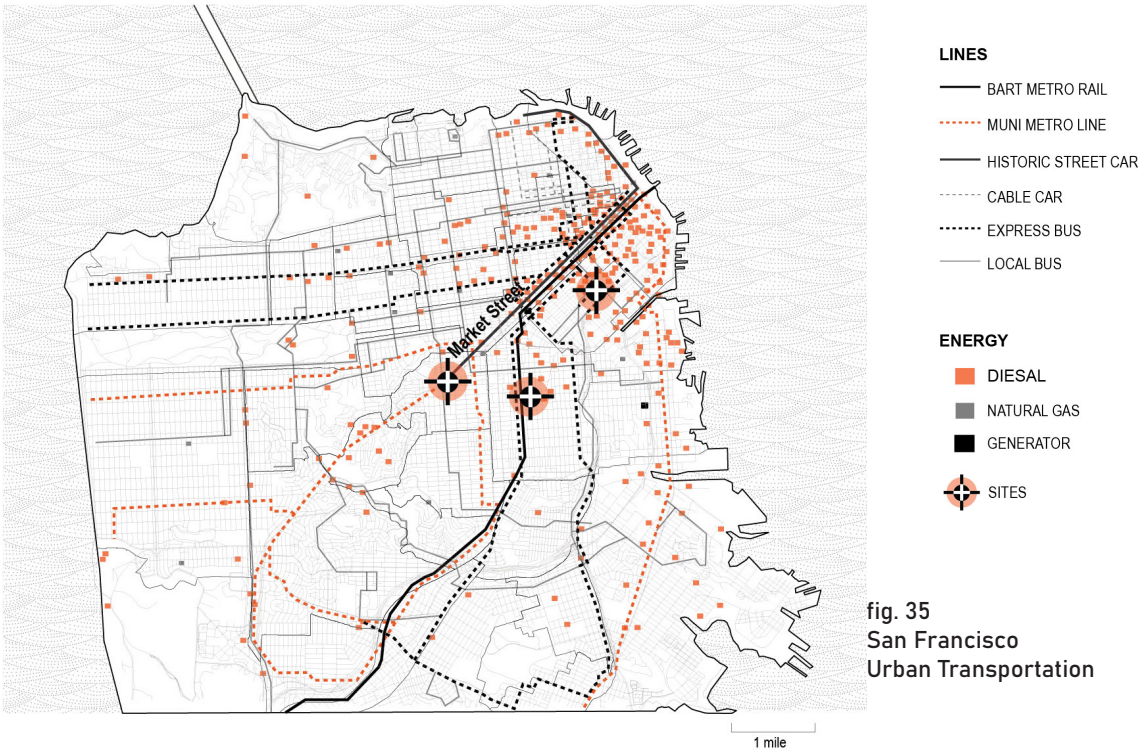 Market Street
LINES
BART METRO RAIL
MUNI METRO LINE
HISTORIC STREET CAR
CABLE CAR
EXPRESS BUS
LOCAL BUS
ENERGY
DIESAL
NATURAL GAS
GENERATOR
SITES
fig. 35
San Francisco
Urban Transportation
1 mile